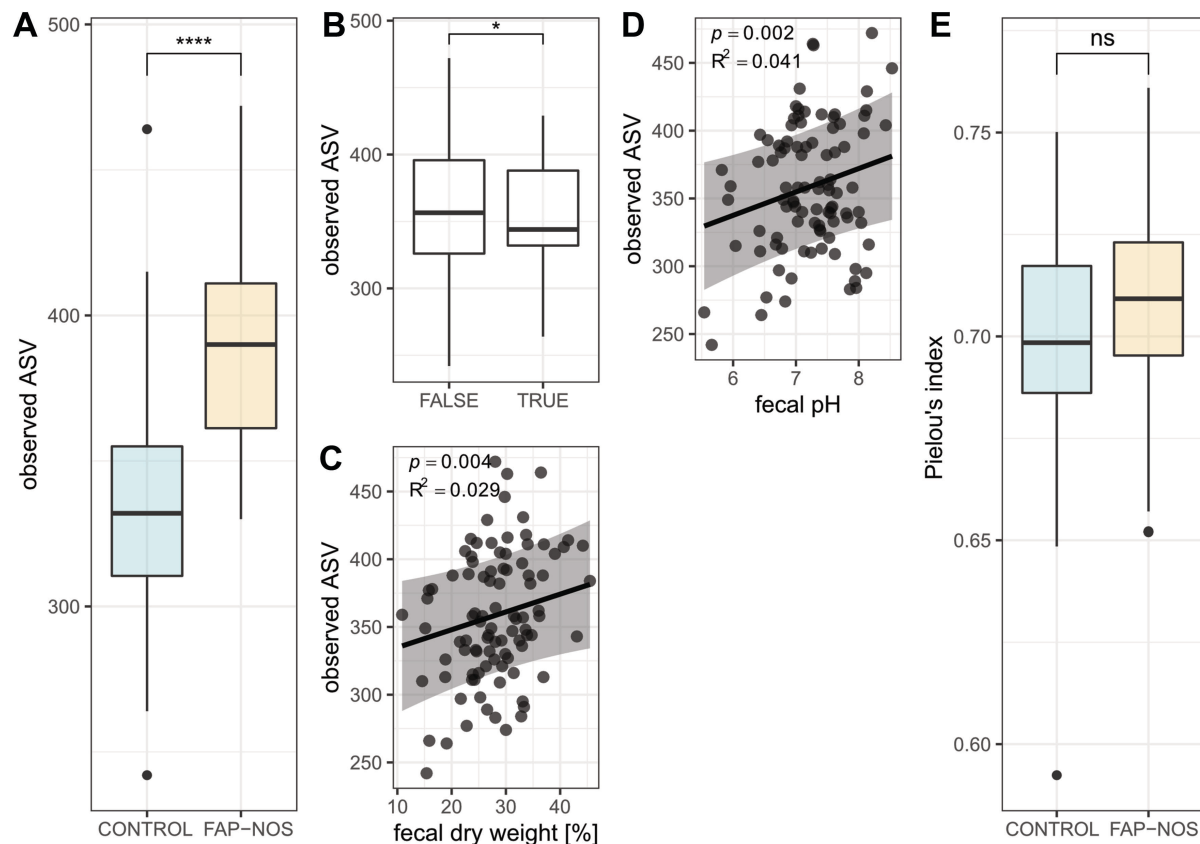 A
500
400
300
observed ASV
****
CONTROL
FAP−NOS
B
500
400
300
observed ASV
*
FALSE
TRUE
C
p = 0.004
R² = 0.029
450
400
350
300
250
observed ASV
10
20
30
40
fecal dry weight [%]
D
p = 0.002
R² = 0.041
450
400
350
300
250
observed ASV
6
7
8
fecal pH
E
ns
0.75
0.70
0.65
0.60
Pielou's index
CONTROL
FAP−NOS